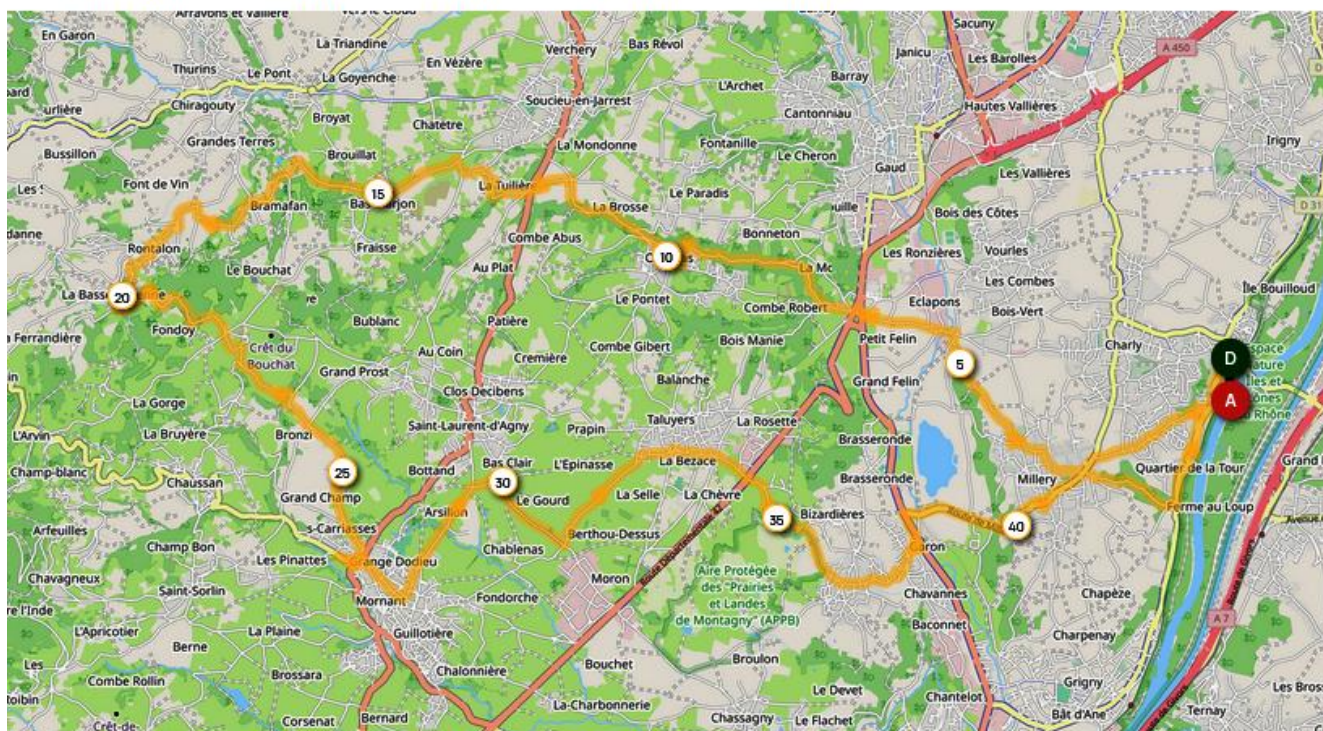 Arravons et Vallière
En Garon
La Triandine
Verchery
Bas Révol
Sacuny
Janicu
Les Barolles
A 450
Thurins
Le Pont
La Goyenche
En Vézère
L'Archet
Barray
Chiragouty
Soucieu-en-Jarrest
Hautes Vallières
Cantonniau
Broyat
Chatetre
Grandes Terres
La Mondonne
Fontanille
Irigny
Bussillon
Brouillat
Le Cheron
Gaud
Les Vallières
Font de Vin
15
La Tuilière
Le Paradis
Bramafan
La Brosse
Bois des Côtes
D 31
Bonneton
Combe Abus
Fraisse
Rontalon
Les Ronzières
Vourles
10
Au Plat
Le Bouchat
Les Combes
Île Bouilloud
20
Le Pontet
Combe Robert
Eclapons
Bois-Vert
Fondoy
Bublanc
Patière
Petit Felin
Charly
Combe Gibert
Bois Manie
Crêt du
Bouchat
Au Coin
Cremière
5
D
Grand Prost
Balanche
Grand Felin
A
Clos Decibens
La Gorge
Taluyers
La Rosette
Saint-Laurent-d'Agny
Prapin
La Bruyère
Bronzi
Brasseronde
L'Arvin
Bas Clair
L'Epinasse
La Bezace
Quartier de la Tour
Champ-blanc
Bottand
25
30
Chaussan
Brasseronde
Millery
Grand Champ
Le Gourd
La Selle
La Chèvre
Ferme au Loup
Arsillon
35
Bizardières
40
Arfeuilles
Berthou-Dessus
Champ Bon
Chablenas
Les Pinattes
Grange Dodieu
Route Départementale 42
Aire Protégée
des "Prairies
et Landes
de Montagny" (APPB)
Chavagneux
Moron
Saint-Sorlin
Mornant
Fondorche
Chavannes
Chapèze
A 7
L'Apricotier
La Plaine
Guillotière
Baconnet
Charpenay
Berne
Bouchet
Broulon
Brossara
Chalonnière
Grigny
Combe Rollin
Le Devet
La-Charbonnerie
Chantelot
Corsenat
Bernard
Chassagny
Le Flachet
Bât d'Ane
Ternay